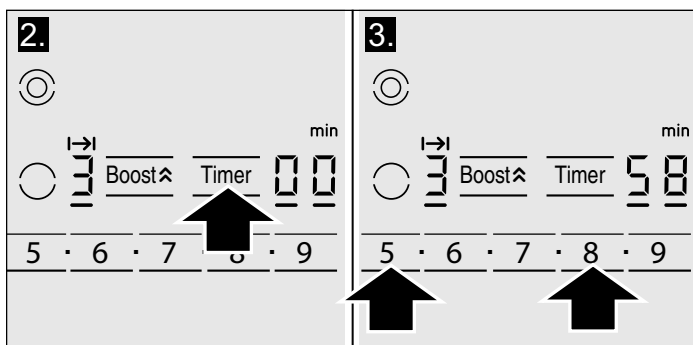 2.
min
3 Boost Timer 00
5 · 6 · 7 · 8 · 9
3.
min
3 Boost Timer 58
5 · 6 · 7 · 8 · 9